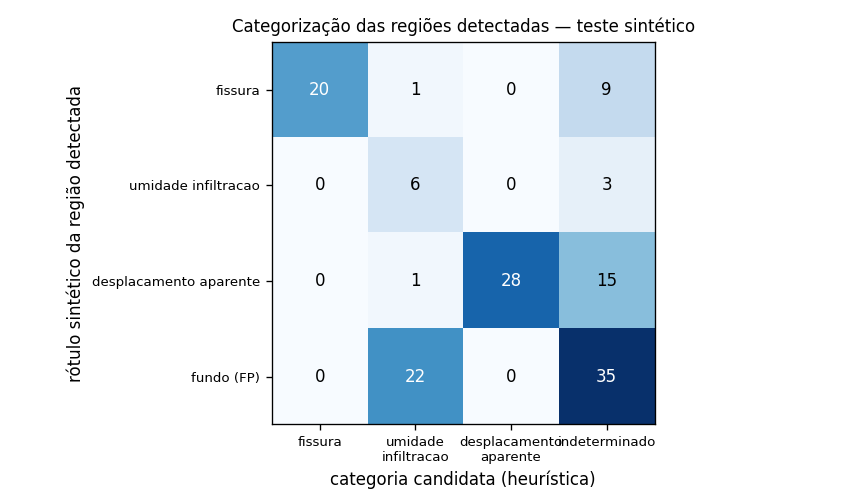 Categorização das regiões detectadas — teste sintético
rótulo sintético da região detectada
fissura 20 1 0 9
umidade infiltracao 0 6 0 3
desplacamento aparente 0 1 28 15
fundo (FP) 0 22 0 35
fissura umidade desplacamento indeterminado
infiltracao aparente
categoria candidata (heurística)